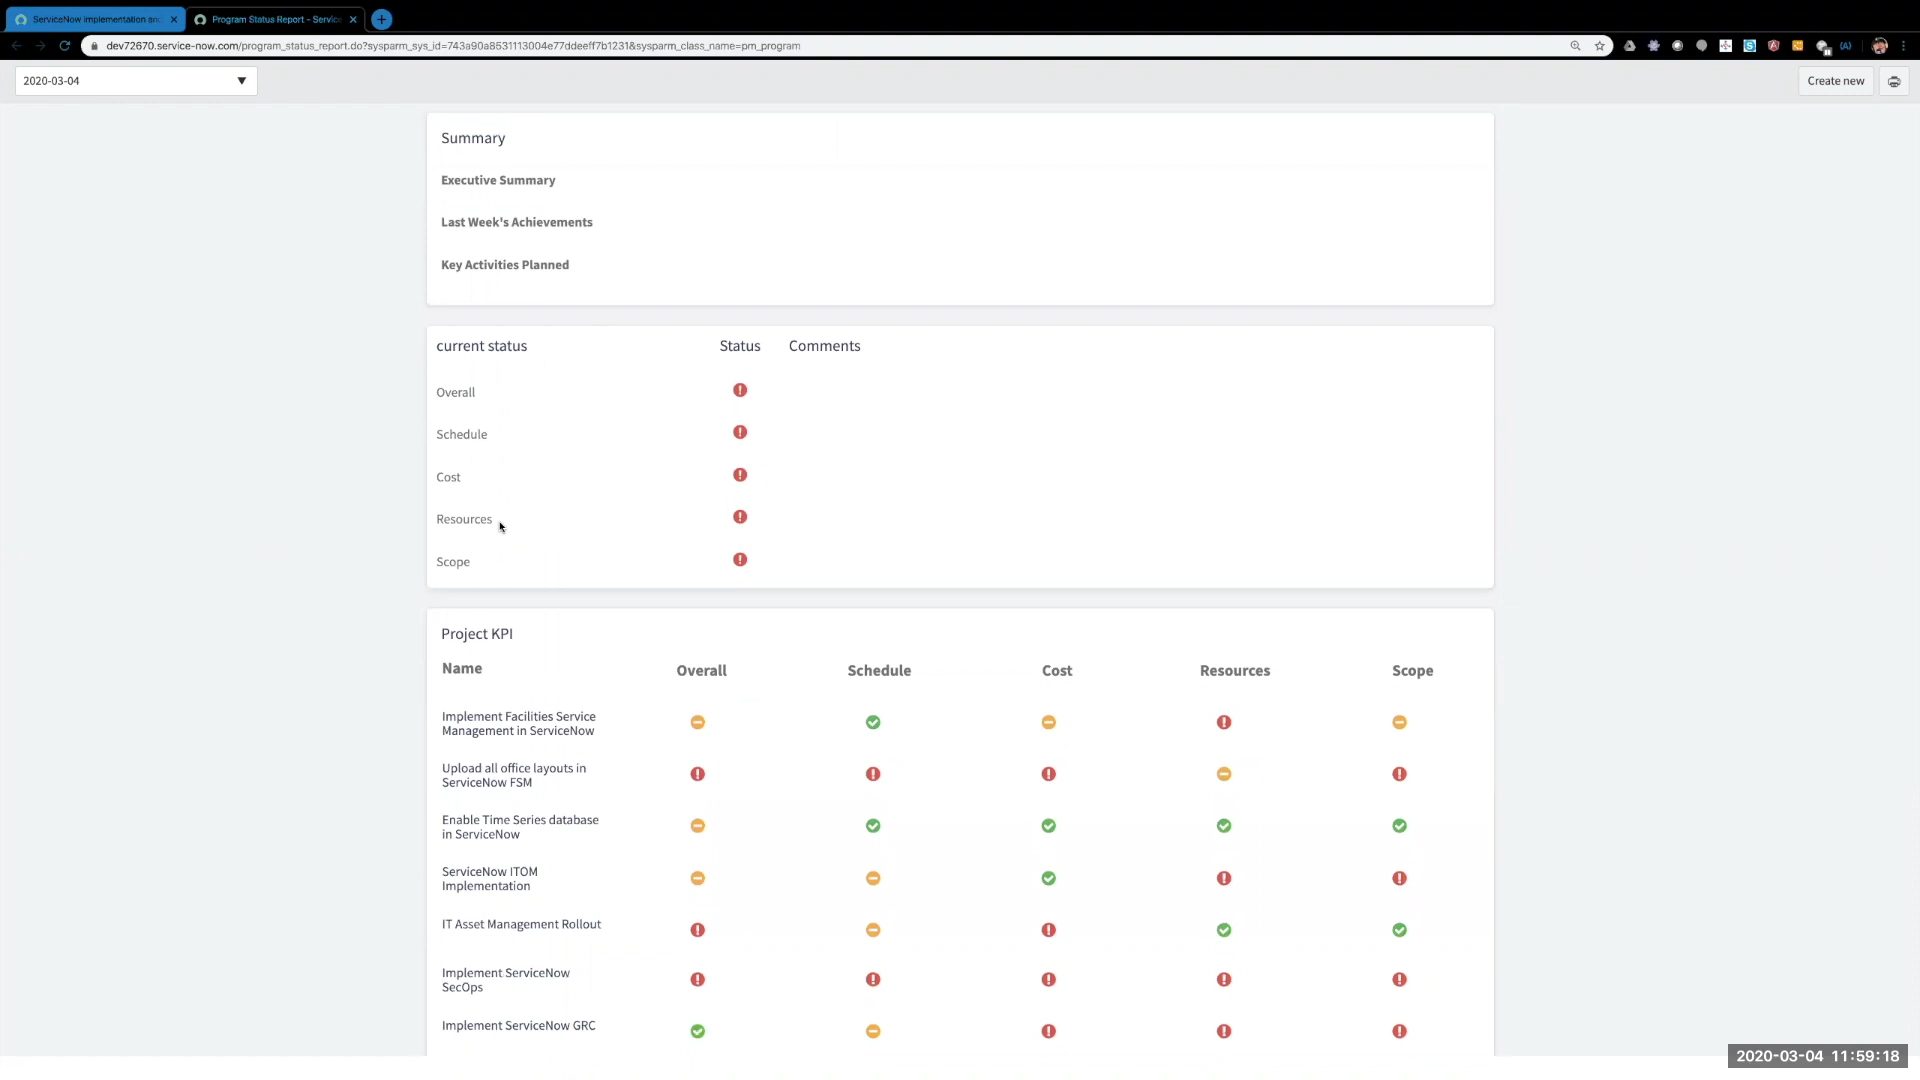 ServiceNow Implementation an
Program Status Report - Service
dev72670.service-now.com/program_status_report.do?sysparm_sys_id=743a90a8531113004e77ddeeff7b1231&sysparm_class_name=pm_program
2020-03-04
Create new
Summary
Executive Summary
Last Week's Achievements
Key Activities Planned
current status Status Comments
Overall
Schedule
Cost
Resources
Scope
Project KPI
Name Overall Schedule Cost Resources Scope
Implement Facilities Service
Management in ServiceNow
Upload all office layouts in
ServiceNow FSM
Enable Time Series database
in ServiceNow
ServiceNow ITOM
Implementation
IT Asset Management Rollout
Implement ServiceNow
SecOps
Implement ServiceNow GRC
2020-03-04 11:59:18